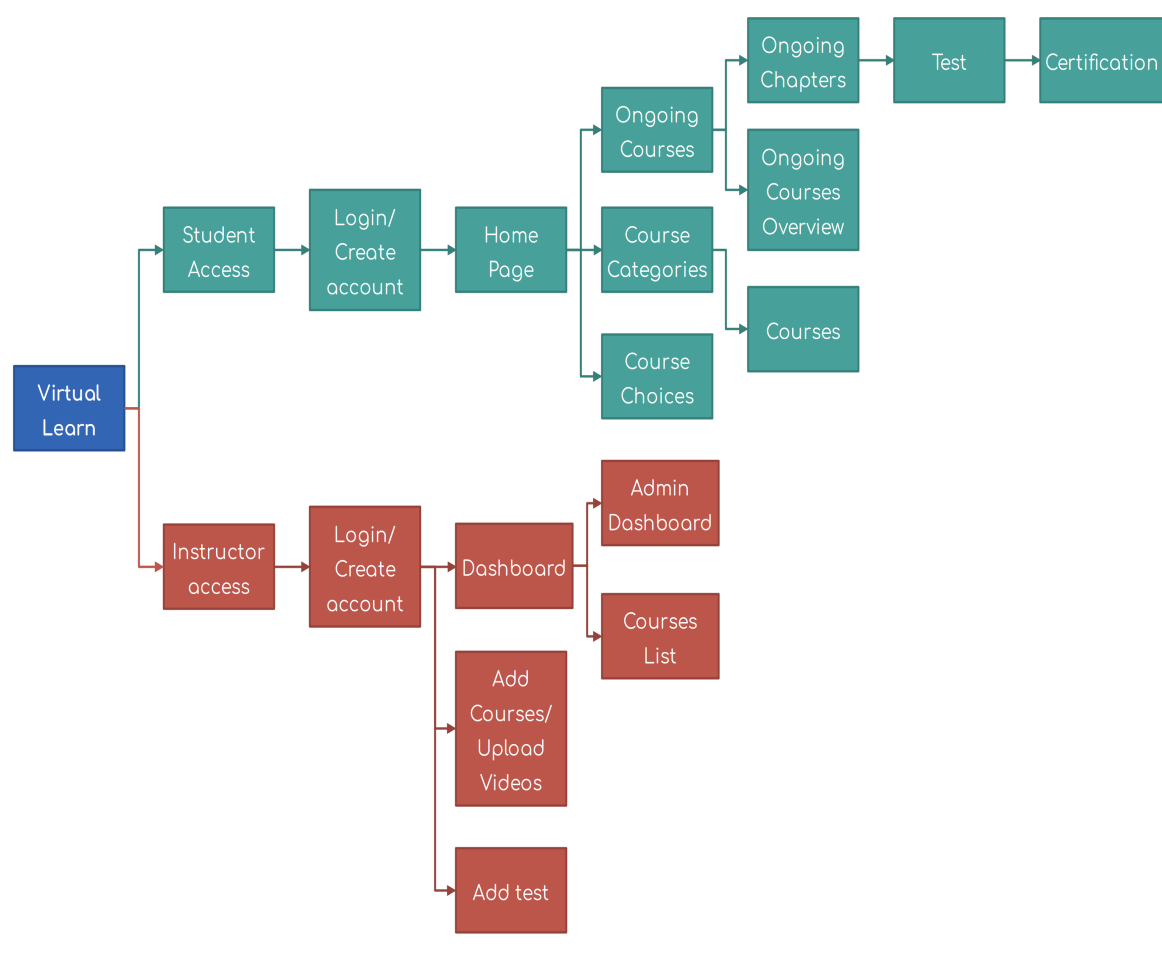 Virtual
Learn
Student
Access
Login/
Create
account
Home
Page
Ongoing
Courses
Ongoing
Chapters
Test
Certification
Ongoing
Courses
Overview
Course
Categories
Courses
Course
Choices
Instructor
access
Login/
Create
account
Dashboard
Admin
Dashboard
Courses
List
Add
Courses/
Upload
Videos
Add test